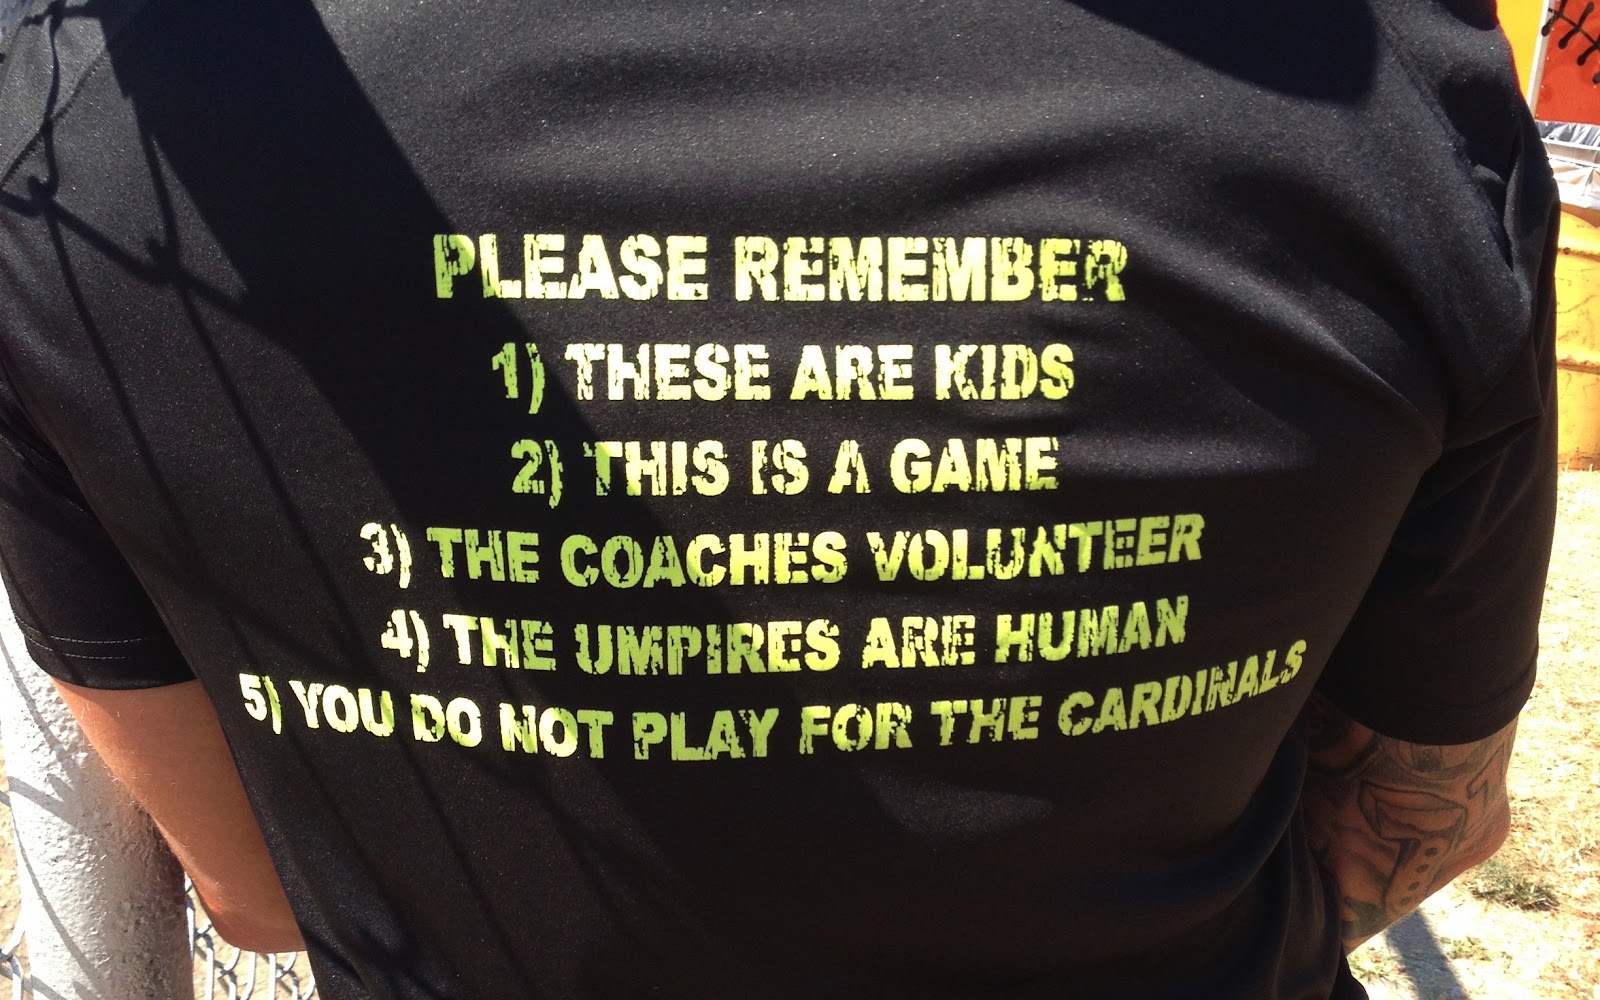 PLEASE REMEMBER
1) THESE ARE KIDS
2) THIS IS A GAME
3) THE COACHES VOLUNTEER
4) THE UMPIRES ARE HUMAN
5) YOU DO NOT PLAY FOR THE CARDINALS